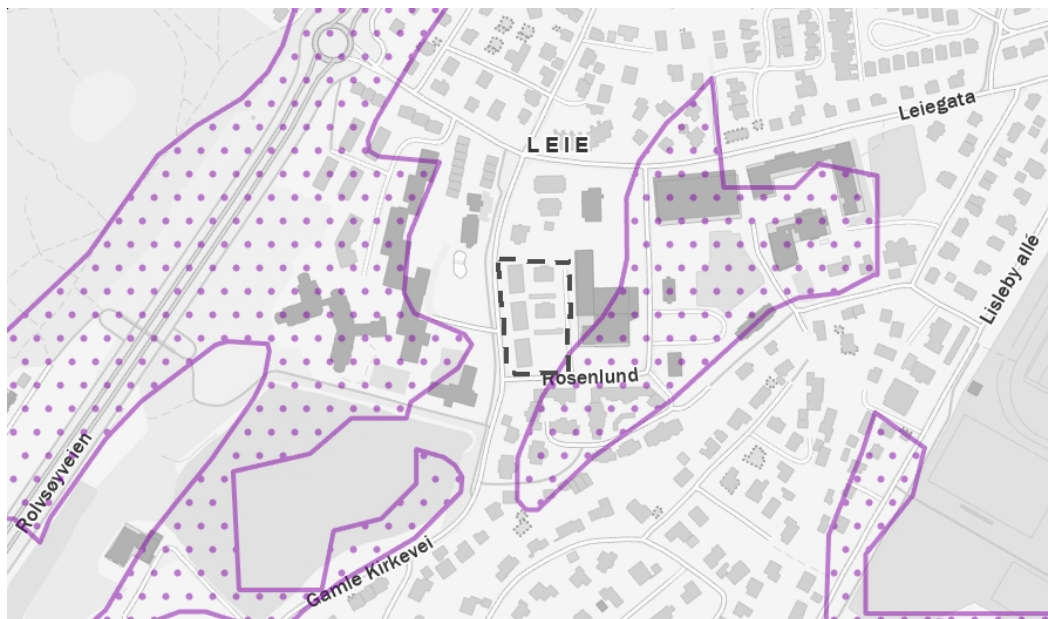 Leiegata
LEIE
Lisleby allé
Rosenlund
Rolvsøyveien
Gamle Kirkevei